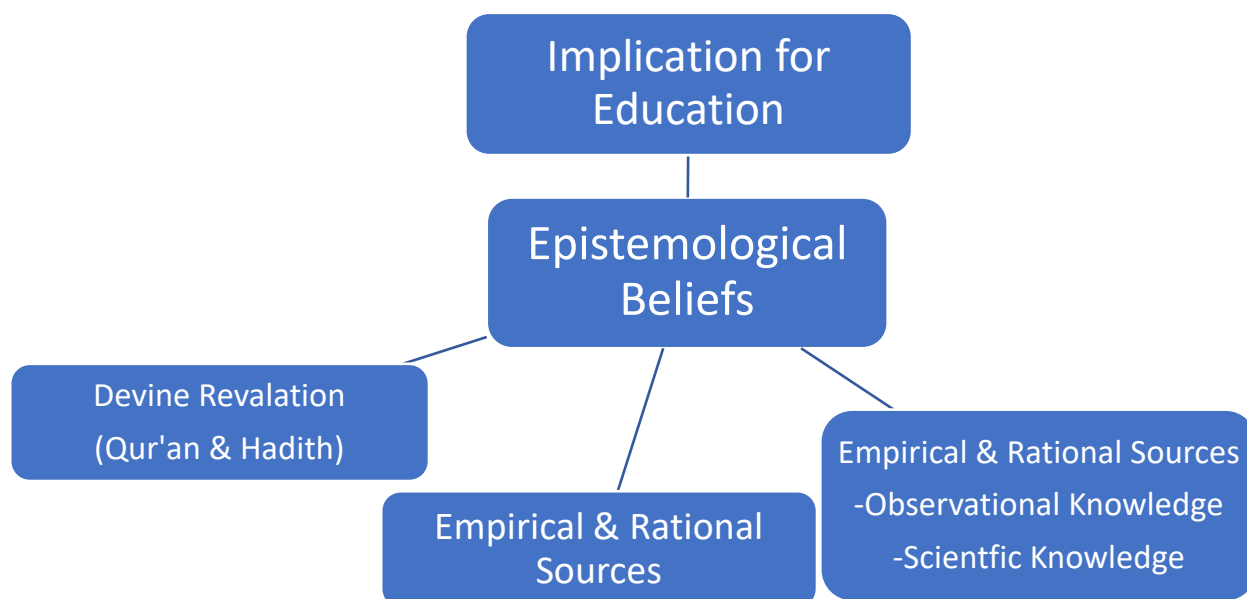 Implication for
Education
Epistemological
Beliefs
Devine Revalation
(Qur'an & Hadith)
Empirical & Rational
Sources
Empirical & Rational Sources
-Observational Knowledge
-Scientfic Knowledge